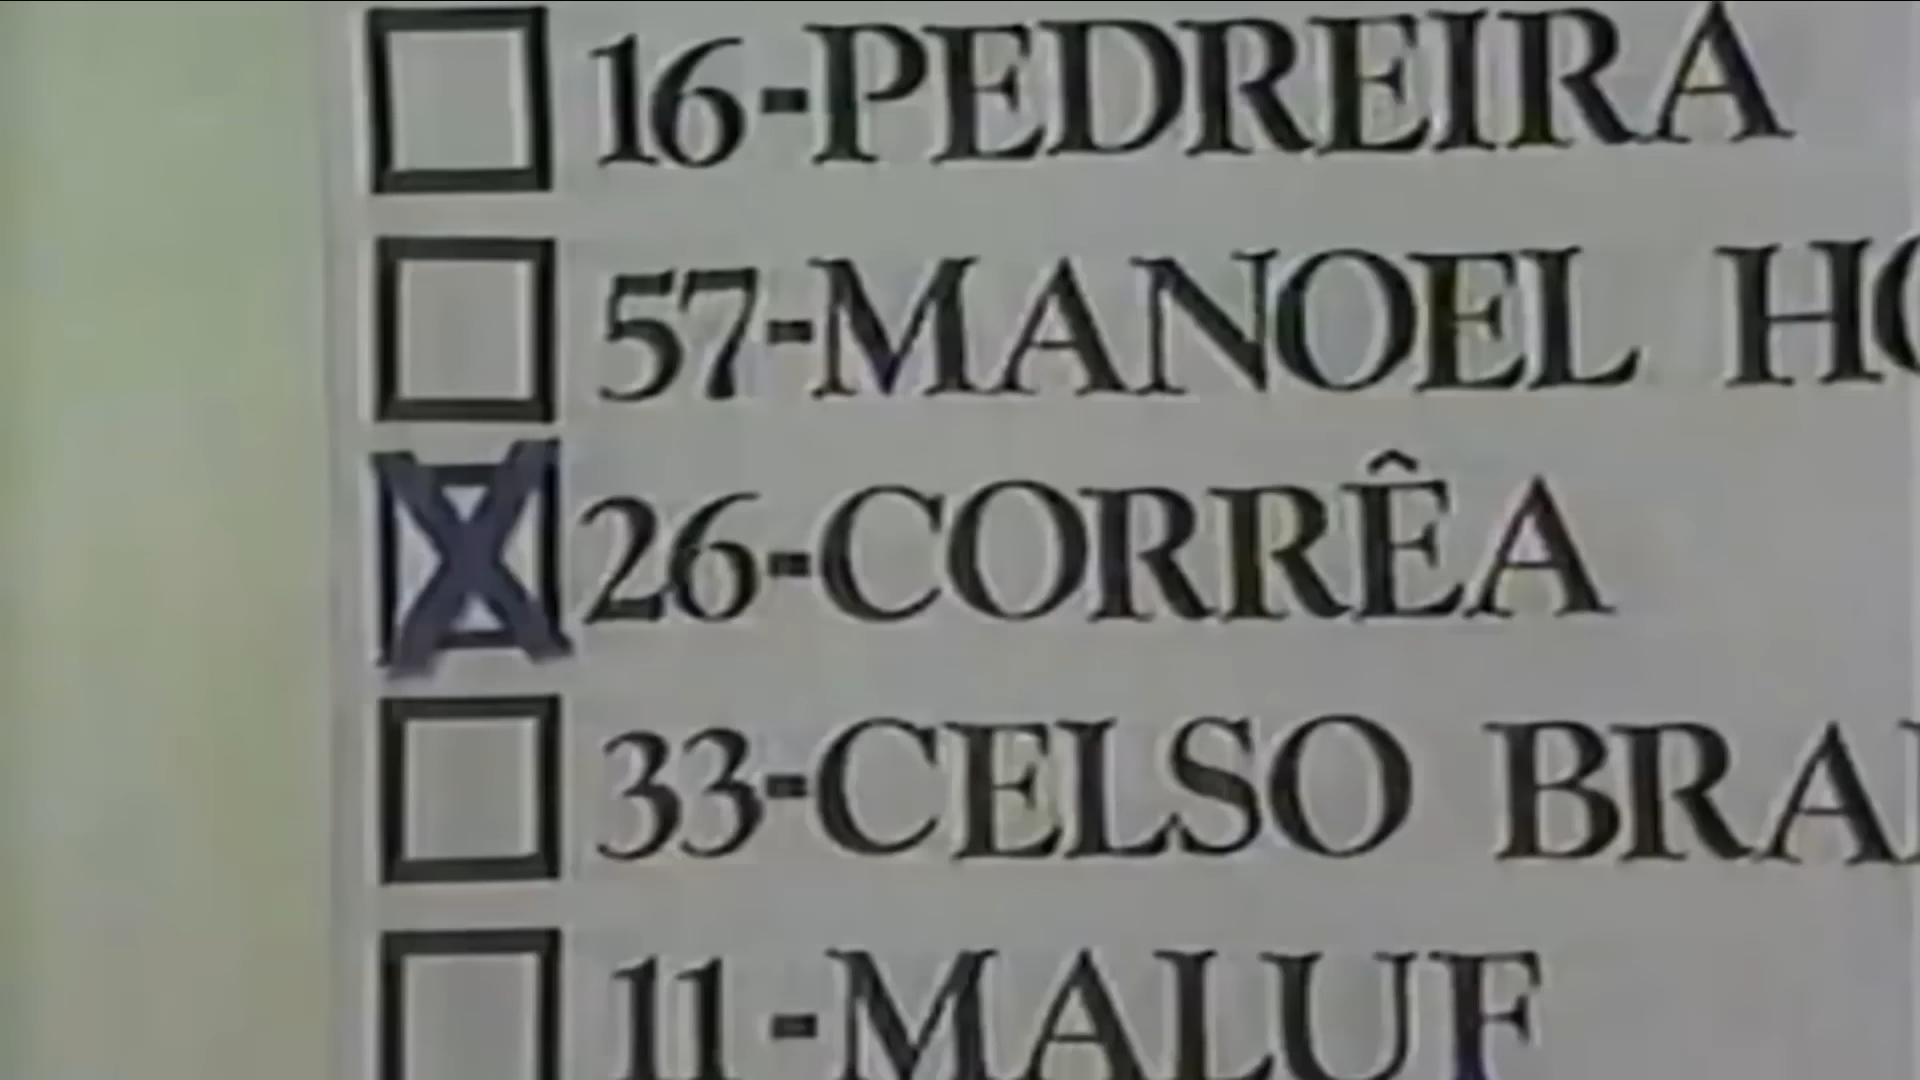 16-PEDREIRA
57-MANOEL
26-CORRÊA
33-CELSO
11-MALUF